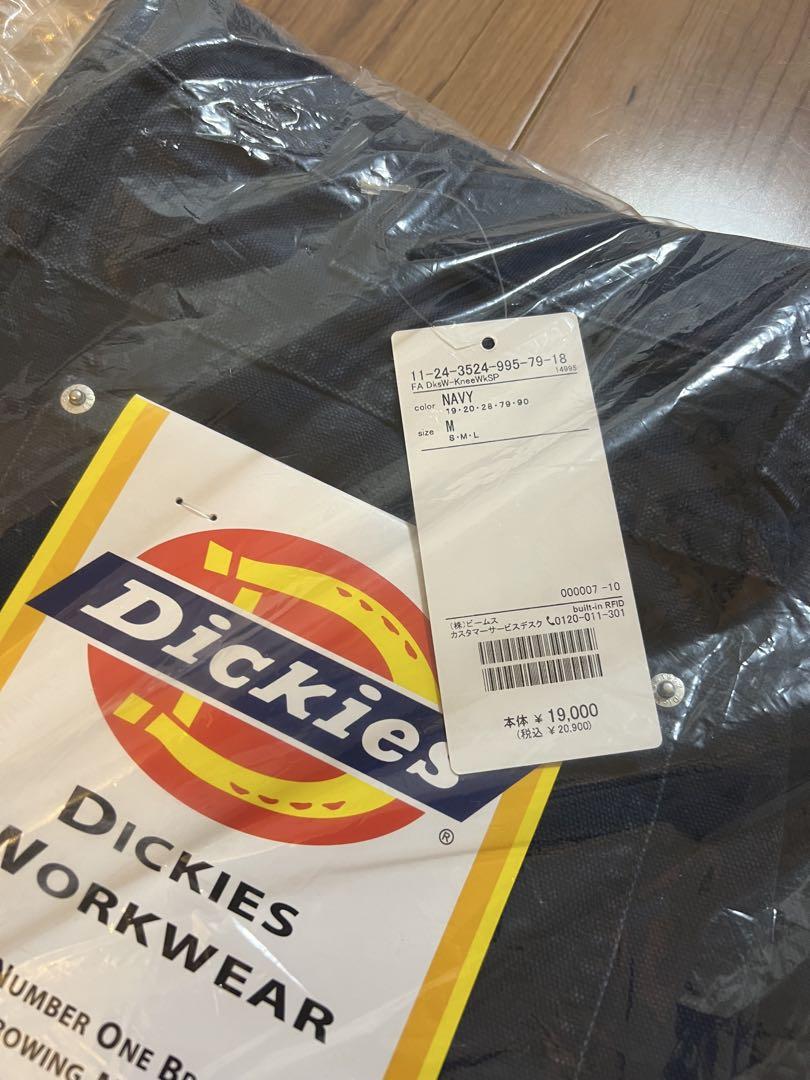 11-24-3524-995-79-18
FA DksW-KneeWkSP 14995
color NAVY
19・20・28・79・90
size M
S・M・L
000007 -10
built-in RFID
(株)ビームス
カスタマーサービスデスク 0120-011-301
本体 ¥ 19,000
(税込 ¥20,900)
Dickies
®
DICKIES
WORKWEAR
NUMBER ONE